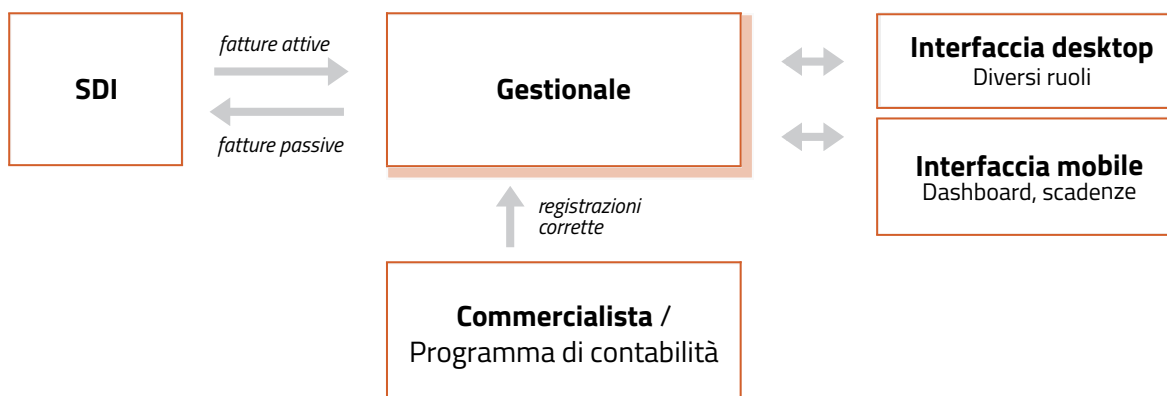 SDI
fatture attive
fatture passive
Gestionale
Interfaccia desktop
Diversi ruoli
Interfaccia mobile
Dashboard, scadenze
registrazioni
corrette
Commercialista /
Programma di contabilità